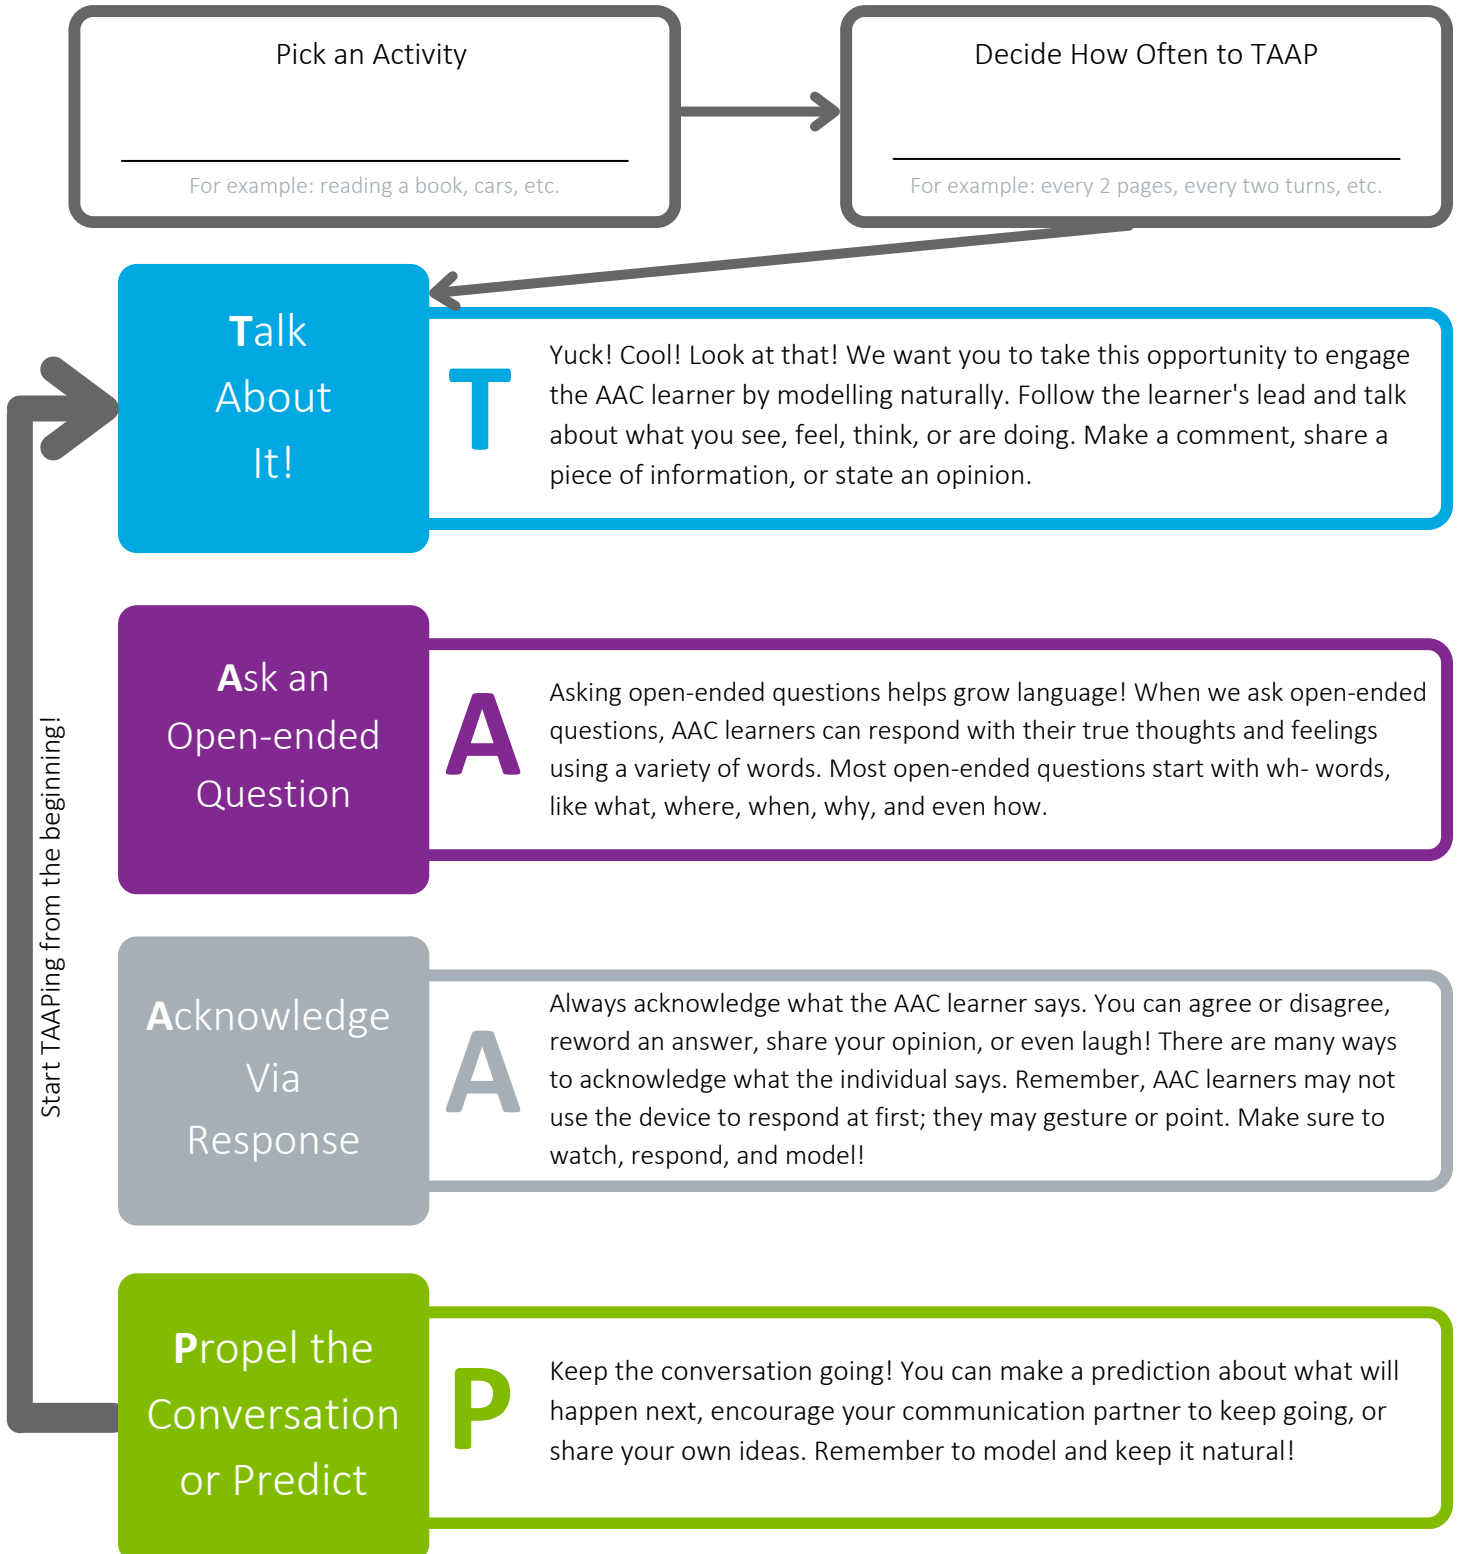 Pick an Activity
For example: reading a book, cars, etc.
Decide How Often to TAAP
For example: every 2 pages, every two turns, etc.
Talk
About
It!
T
Yuck! Cool! Look at that! We want you to take this opportunity to engage
the AAC learner by modelling naturally. Follow the learner's lead and talk
about what you see, feel, think, or are doing. Make a comment, share a
piece of information, or state an opinion.
Ask an
Open-ended
Question
A
Asking open-ended questions helps grow language! When we ask open-ended
questions, AAC learners can respond with their true thoughts and feelings
using a variety of words. Most open-ended questions start with wh- words,
like what, where, when, why, and even how.
Acknowledge
Via
Response
A
Always acknowledge what the AAC learner says. You can agree or disagree,
reword an answer, share your opinion, or even laugh! There are many ways
to acknowledge what the individual says. Remember, AAC learners may not
use the device to respond at first; they may gesture or point. Make sure to
watch, respond, and model!
Propel the
Conversation
or Predict
P
Keep the conversation going! You can make a prediction about what will
happen next, encourage your communication partner to keep going, or
share your own ideas. Remember to model and keep it natural!
Start TAAPing from the beginning!